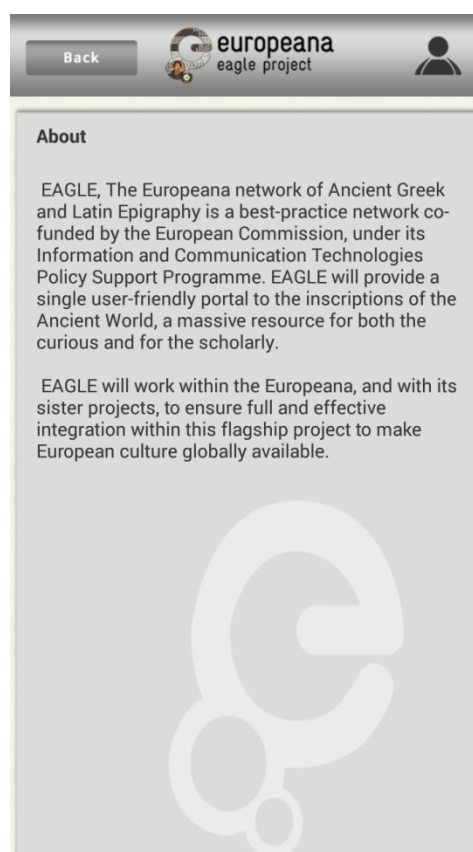 Back
europeana
eagle project
About
EAGLE, The Europeana network of Ancient Greek
and Latin Epigraphy is a best-practice network co-
funded by the European Commission, under its
Information and Communication Technologies
Policy Support Programme. EAGLE will provide a
single user-friendly portal to the inscriptions of the
Ancient World, a massive resource for both the
curious and for the scholarly.
EAGLE will work within the Europeana, and with its
sister projects, to ensure full and effective
integration within this flagship project to make
European culture globally available.